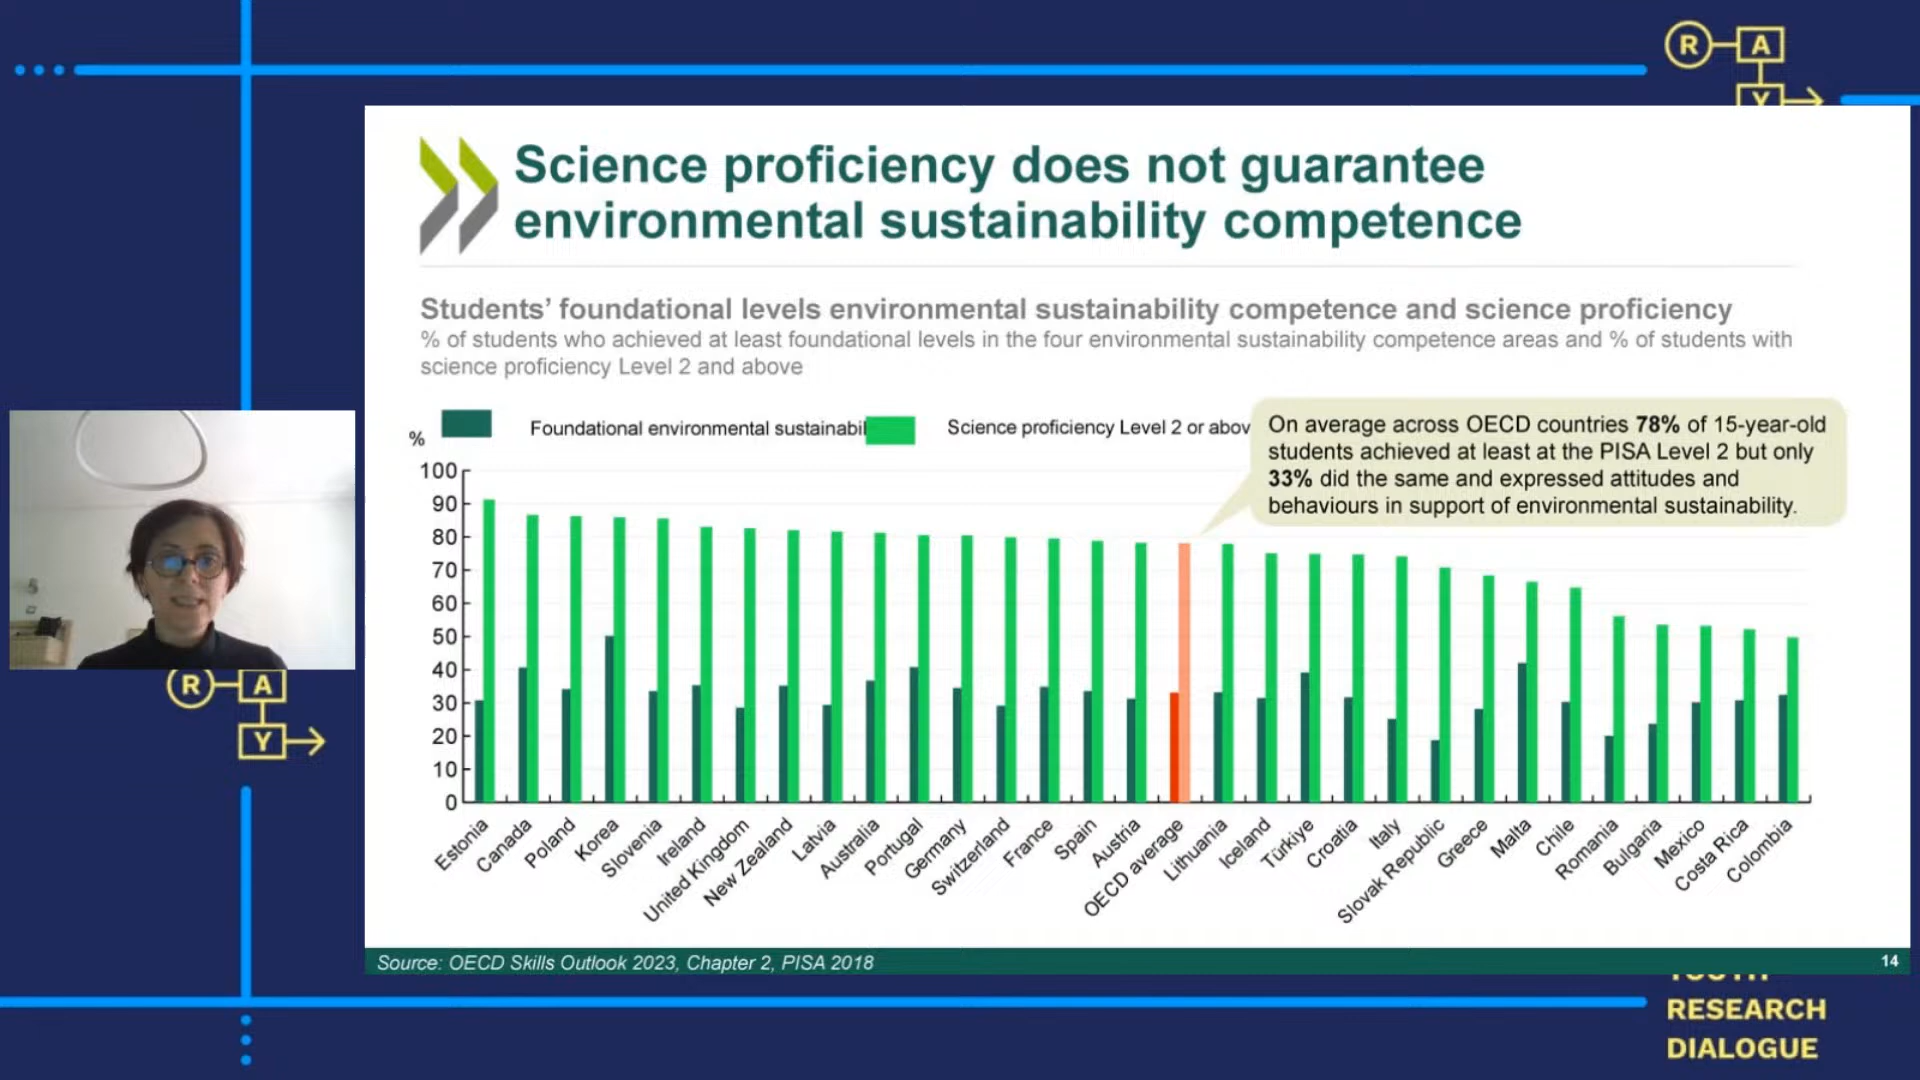 R A
Y
Science proficiency does not guarantee
environmental sustainability competence
Students’ foundational levels environmental sustainability competence and science proficiency
% of students who achieved at least foundational levels in the four environmental sustainability competence areas and % of students with
science proficiency Level 2 and above
%
Foundational environmental sustainabil
Science proficiency Level 2 or abov
On average across OECD countries 78% of 15-year-old
students achieved at least at the PISA Level 2 but only
33% did the same and expressed attitudes and
behaviours in support of environmental sustainability.
100
90
80
70
60
50
40
30
20
10
0
Estonia
Canada
Poland
Korea
Slovenia
Ireland
United Kingdom
New Zealand
Latvia
Australia
Portugal
Germany
Switzerland
France
Spain
Austria
OECD average
Lithuania
Iceland
Türkiye
Croatia
Italy
Slovak Republic
Greece
Malta
Chile
Romania
Bulgaria
Mexico
Costa Rica
Colombia
R A
Y
Source: OECD Skills Outlook 2023, Chapter 2, PISA 2018
14
RESEARCH
DIALOGUE